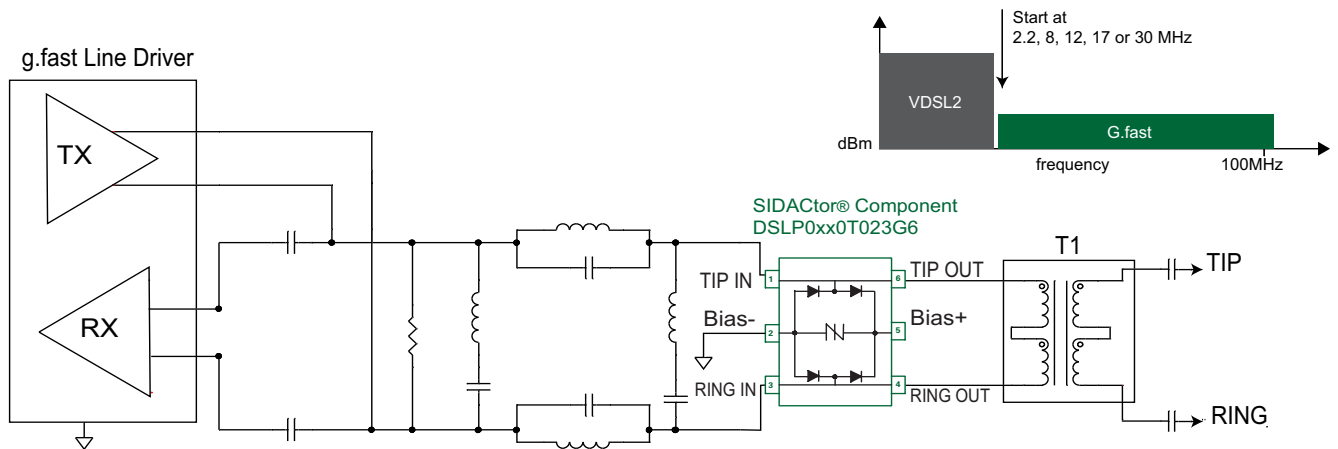 g.fast Line Driver
TX
RX
Start at
2.2, 8, 12, 17 or 30 MHz
VDSL2
G.fast
dBm
frequency
100MHz
SIDACtor® Component
DSLP0xx0T023G6
TIP IN
1
6
TIP OUT
Bias-
2
5
Bias+
RING IN
3
4
RING OUT
T1
TIP
RING